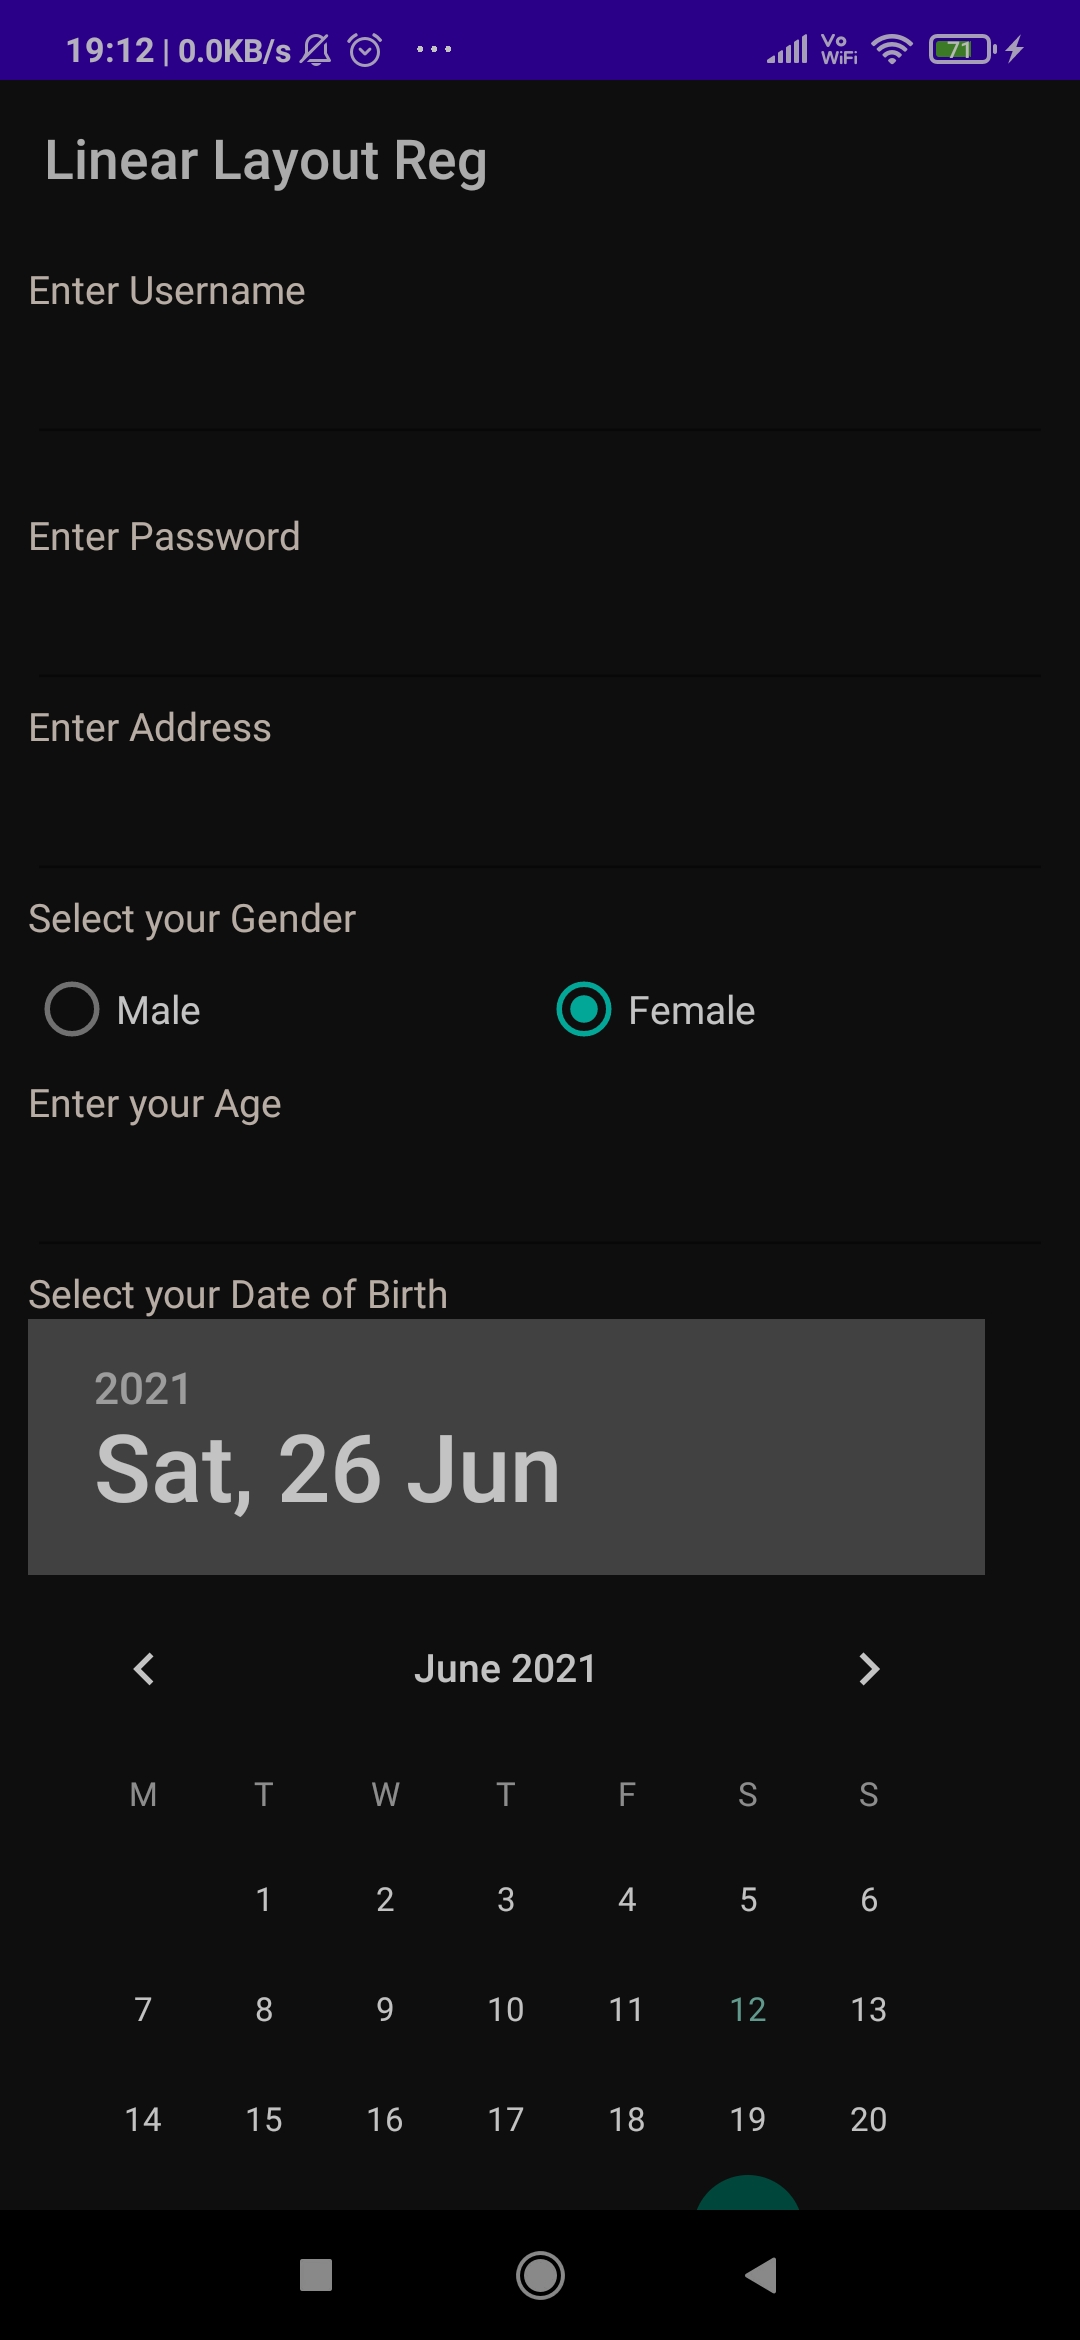 19:12 | 0.0KB/s ... Vo WiFi 71
Linear Layout Reg
Enter Username
Enter Password
Enter Address
Select your Gender
Male Female
Enter your Age
Select your Date of Birth
2021
Sat, 26 Jun
June 2021
M T W T F S S
1 2 3 4 5 6
7 8 9 10 11 12 13
14 15 16 17 18 19 20